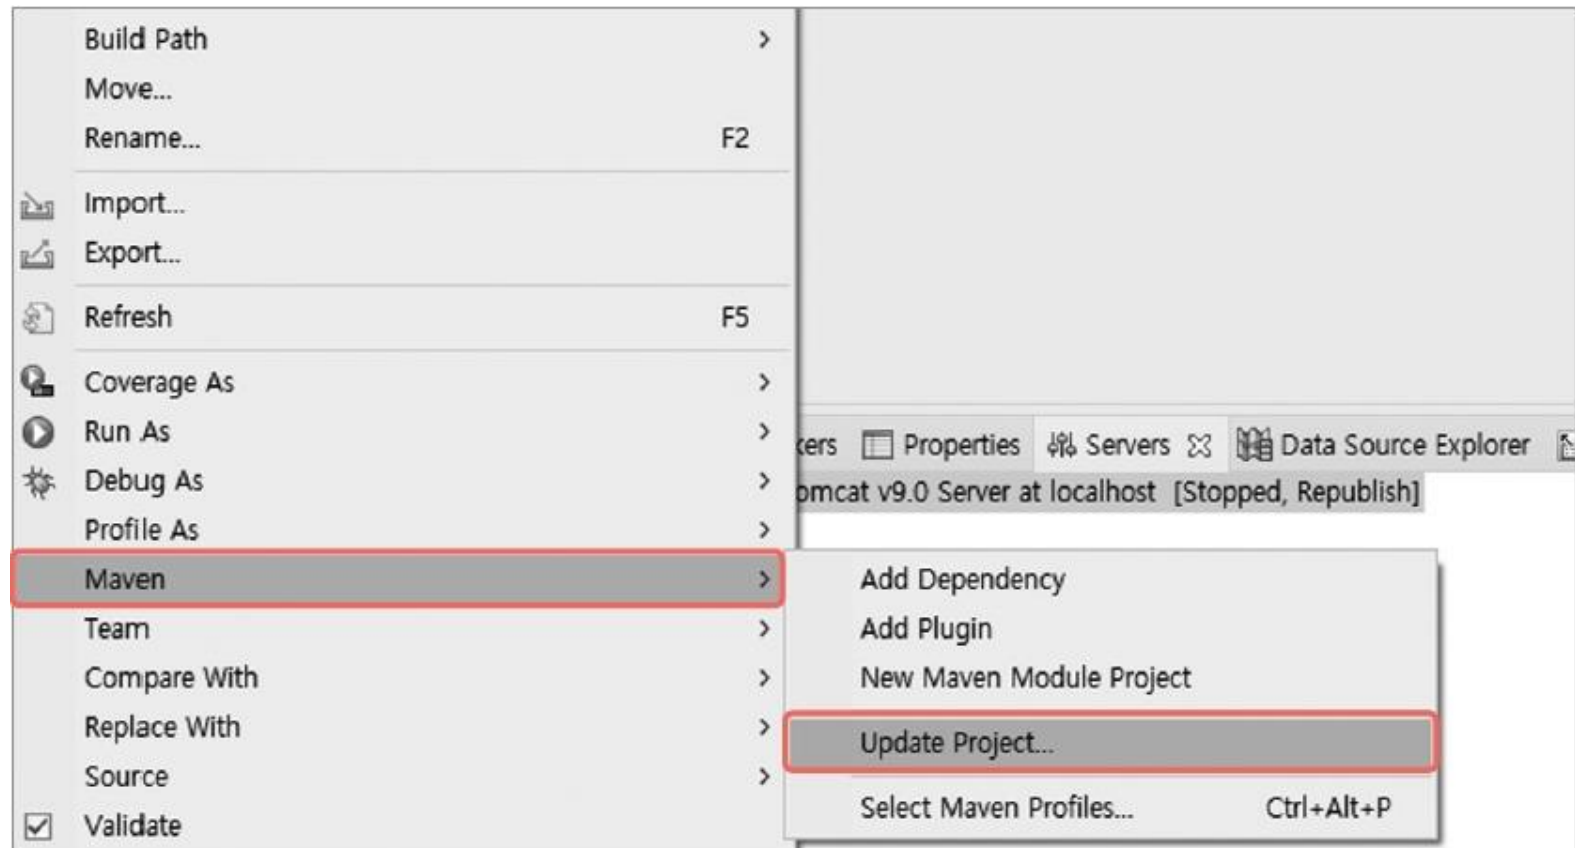 Build Path
Move...
Rename... F2
Import...
Export...
Refresh F5
Coverage As
Run As
Debug As
Profile As
Maven
Team
Compare With
Replace With
Source
Validate
Properties Servers Data Source Explorer
v9.0 Server at localhost [Stopped, Republish]
Add Dependency
Add Plugin
New Maven Module Project
Update Project...
Select Maven Profiles... Ctrl+Alt+P